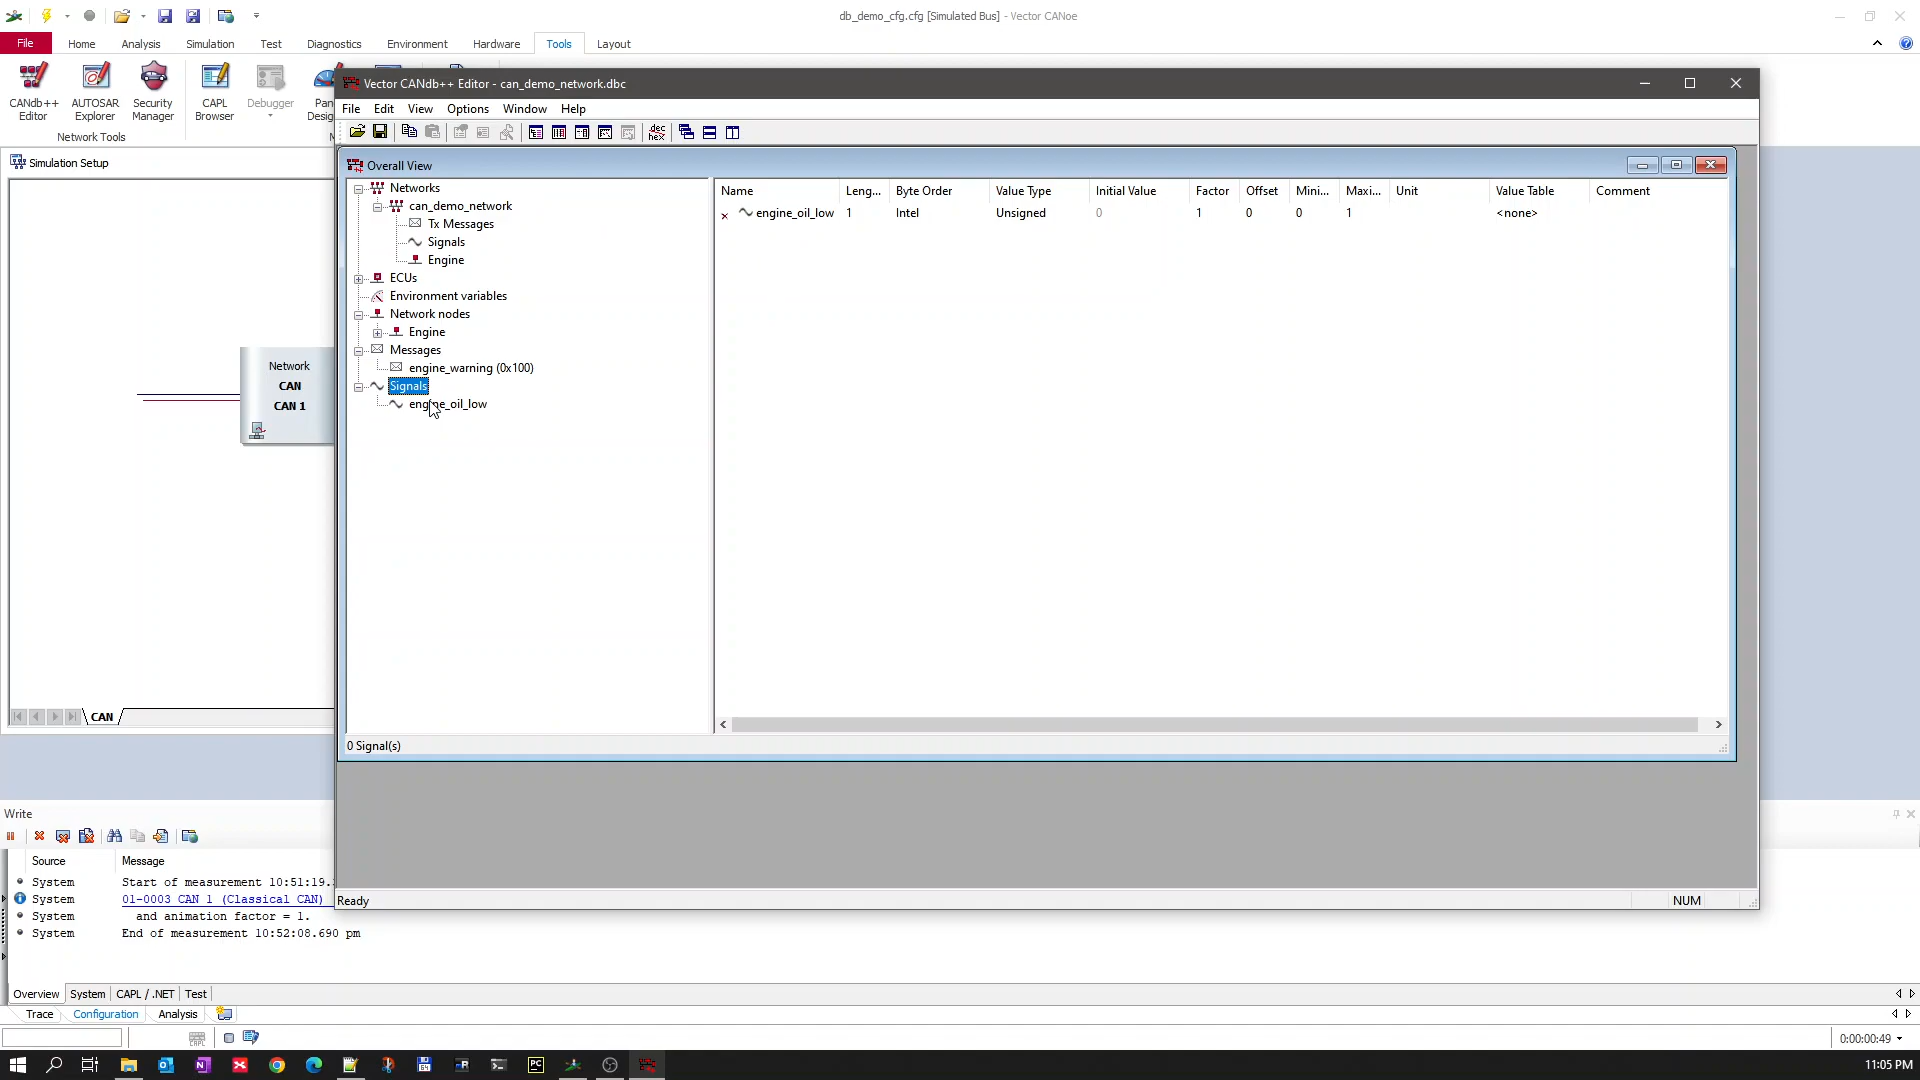 db_demo_cfg.cfg [Simulated Bus] - Vector CANoe
File Home Analysis Simulation Test Diagnostics Environment Hardware Tools Layout
CANdb++ Editor
AUTOSAR Explorer
Security Manager
CAPL Browser
Debugger
Pan
Desig
Network Tools
Simulation Setup
Vector CANdb++ Editor - can_demo_network.dbc
File Edit View Options Window Help
dec
hex
Overall View
Networks
can_demo_network
Tx Messages
Signals
Engine
ECUs
Environment variables
Network nodes
Engine
Messages
engine_warning (0x100)
Signals
engine_oil_low
Name Leng... Byte Order Value Type Initial Value Factor Offset Mini... Maxi... Unit Value Table Comment
engine_oil_low 1 Intel Unsigned 0 1 0 0 1 <none>
0 Signal(s)
Ready
NUM
Network
CAN
CAN 1
CAN
Write
Source Message
System Start of measurement 10:51:19.
System 01-0003 CAN 1 (Classical CAN)
System and animation factor = 1.
System End of measurement 10:52:08.690 pm
Overview System CAPL / .NET Test
Trace Configuration Analysis
0:00:00:49
11:05 PM